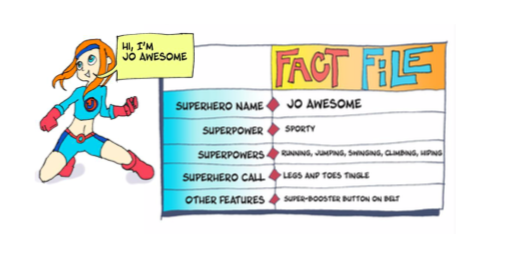 HI, I'M
JO AWESOME
FACT FILE
SUPERHERO NAME JO AWESOME
SUPERPOWER SPORTY
SUPERPOWERS RUNNING, JUMPING, SWINGING, CLIMBING, HIDING
SUPERHERO CALL LEGS AND TOES TINGLE
OTHER FEATURES SUPER-BOOSTER BUTTON ON BELT